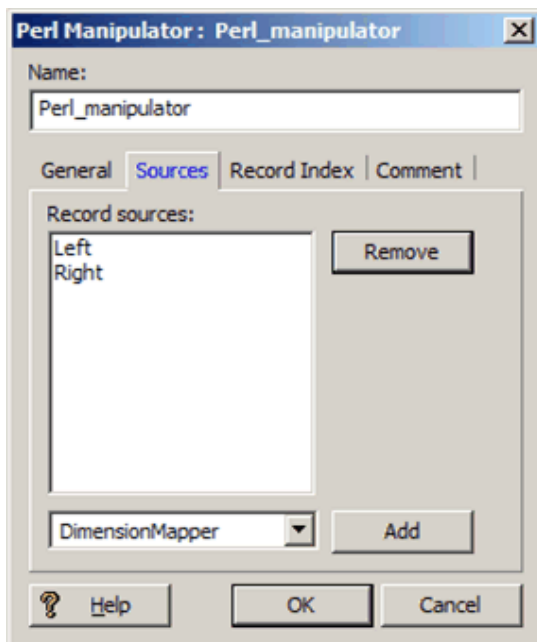 Perl Manipulator : Perl_manipulator
Name:
Perl_manipulator
General Sources Record Index Comment
Record sources:
Left
Right
Remove
DimensionMapper
Add
Help OK Cancel